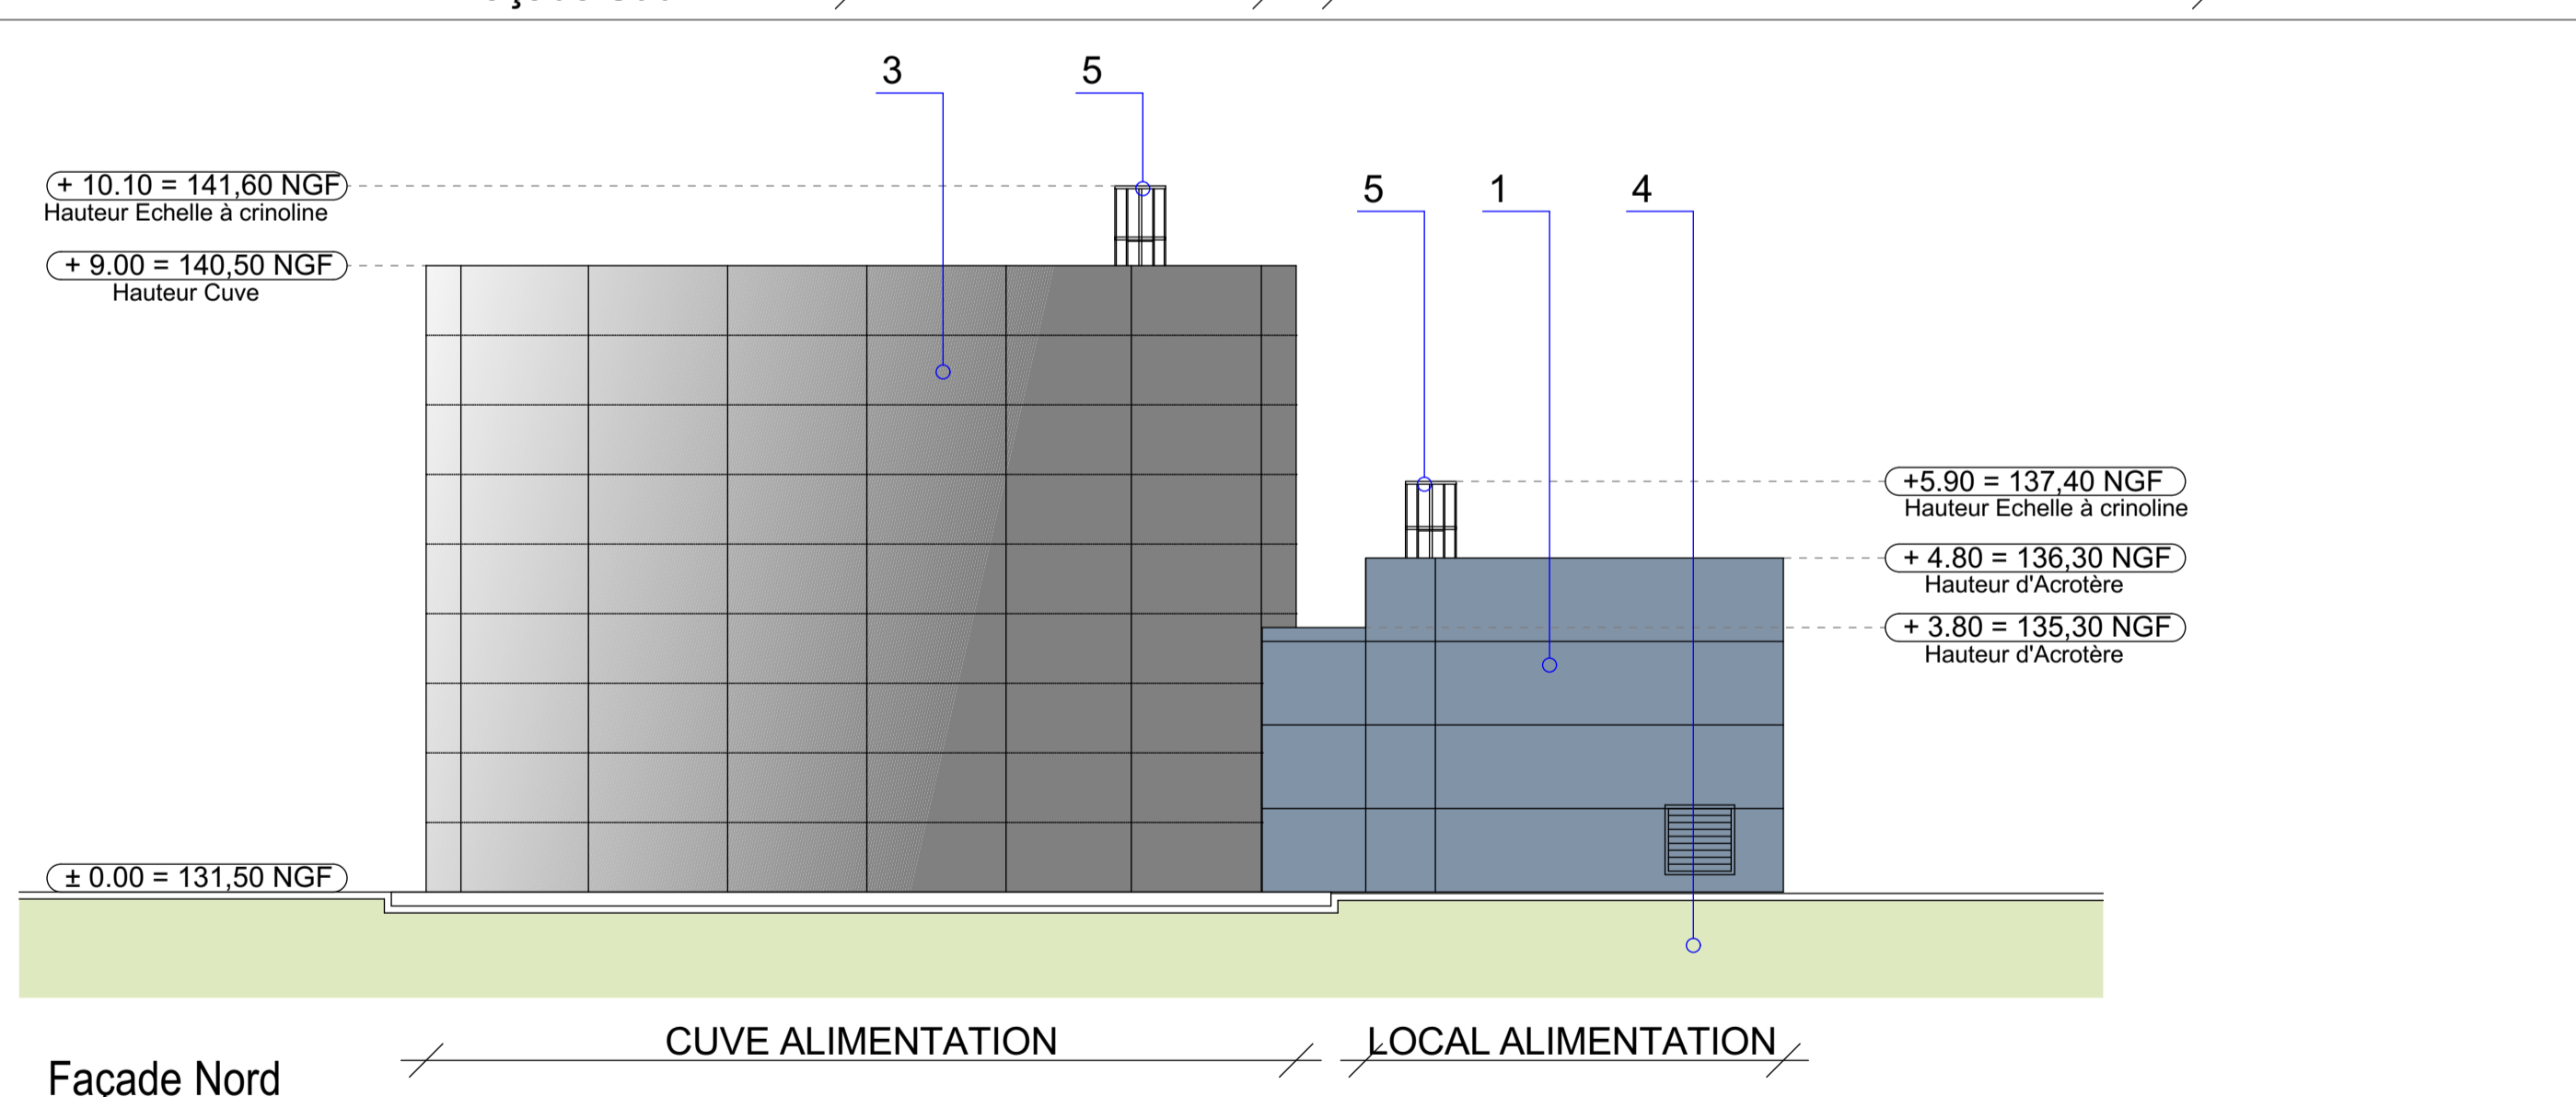 3 5
+ 10.10 = 141,60 NGF
Hauteur Echelle à crinoline
5 1 4
+ 9.00 = 140,50 NGF
Hauteur Cuve
+5.90 = 137,40 NGF
Hauteur Echelle à crinoline
+ 4.80 = 136,30 NGF
Hauteur d'Acrotère
+ 3.80 = 135,30 NGF
Hauteur d'Acrotère
± 0.00 = 131,50 NGF
CUVE ALIMENTATION LOCAL ALIMENTATION
Façade Nord